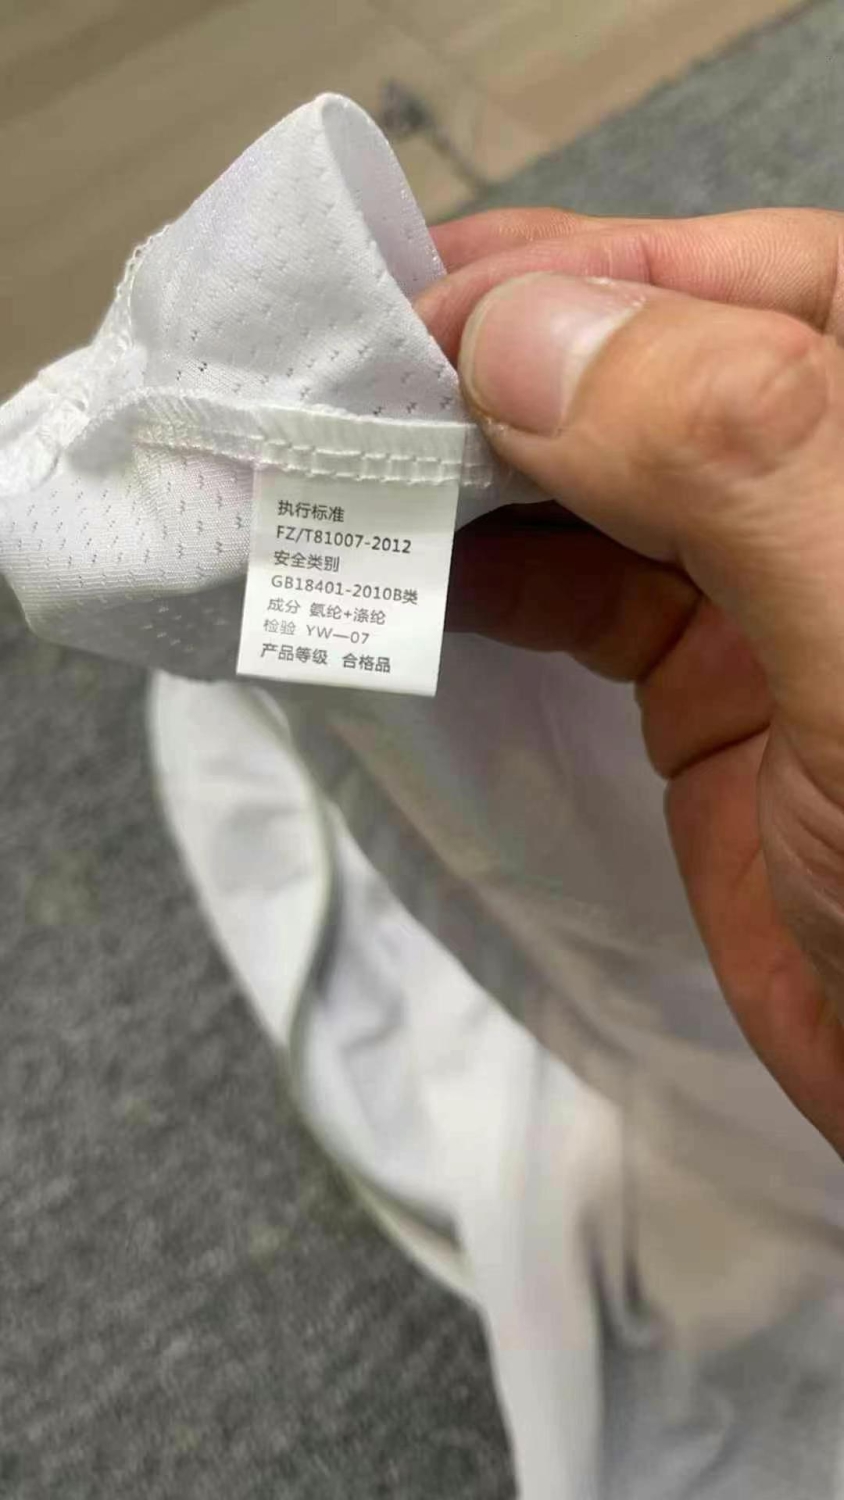 执行标准
FZ/T81007-2012
安全类别
GB18401-2010B类
成分 氨纶+涤纶
检验 YW—07
产品等级 合格品